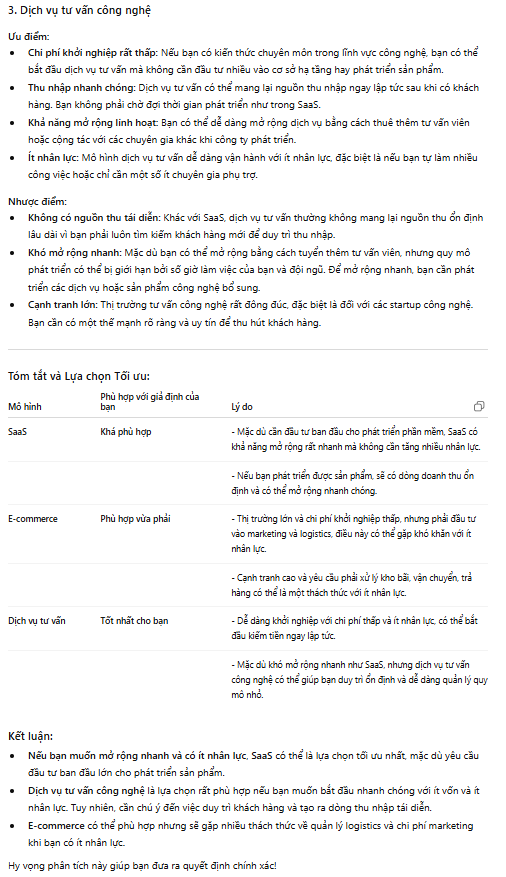 3. Dịch vụ tư vấn công nghệ
Ưu điểm:
Chi phí khởi nghiệp rất thấp: Nếu bạn có kiến thức chuyên môn trong lĩnh vực công nghệ, bạn có thể
bắt đầu dịch vụ tư vấn mà không cần đầu tư nhiều vào cơ sở hạ tầng hay phát triển sản phẩm.
Thu nhập nhanh chóng: Dịch vụ tư vấn có thể mang lại nguồn thu nhập ngay lập tức sau khi có khách
hàng. Bạn không phải chờ đợi thời gian phát triển như trong SaaS.
Khả năng mở rộng linh hoạt: Bạn có thể dễ dàng mở rộng dịch vụ bằng cách thuê thêm tư vấn viên
hoặc cộng tác với các chuyên gia khác khi công ty phát triển.
Ít nhân lực: Mô hình dịch vụ tư vấn dễ dàng vận hành với ít nhân lực, đặc biệt là nếu bạn tự làm nhiều
công việc hoặc chỉ cần một số ít chuyên gia phụ trợ.
Nhược điểm:
Không có nguồn thu tái diễn: Khác với SaaS, dịch vụ tư vấn thường không mang lại nguồn thu ổn định
lâu dài vì bạn phải luôn tìm kiếm khách hàng mới để duy trì thu nhập.
Khó mở rộng nhanh: Mặc dù bạn có thể mở rộng bằng cách tuyển thêm tư vấn viên, nhưng quy mô
phát triển có thể bị giới hạn bởi số giờ làm việc của bạn và đội ngũ. Để mở rộng nhanh, bạn cần phát
triển các dịch vụ hoặc sản phẩm công nghệ bổ sung.
Cạnh tranh lớn: Thị trường tư vấn công nghệ rất đông đúc, đặc biệt là đối với các startup công nghệ.
Bạn cần có một thế mạnh rõ ràng và uy tín để thu hút khách hàng.
Tóm tắt và Lựa chọn Tối ưu:
Mô hình
Phù hợp với giả định của
bạn
Lý do
SaaS
Khá phù hợp
- Mặc dù cần đầu tư ban đầu cho phát triển phần mềm, SaaS có
khả năng mở rộng rất nhanh mà không cần tăng nhiều nhân lực.
- Nếu bạn phát triển được sản phẩm, sẽ có dòng doanh thu ổn
định và có thể mở rộng nhanh chóng.
E-commerce
Phù hợp vừa phải
- Thị trường lớn và chi phí khởi nghiệp thấp, nhưng phải đầu tư
vào marketing và logistics, điều này có thể gặp khó khăn với ít
nhân lực.
- Cạnh tranh cao và yêu cầu phải xử lý kho bãi, vận chuyển, trả
hàng có thể là một thách thức với ít nhân lực.
Dịch vụ tư vấn
Tốt nhất cho bạn
- Dễ dàng khởi nghiệp với chi phí thấp và ít nhân lực, có thể bắt
đầu kiếm tiền ngay lập tức.
- Mặc dù khó mở rộng nhanh như SaaS, nhưng dịch vụ tư vấn
công nghệ có thể giúp bạn duy trì ổn định và dễ dàng quản lý quy
mô nhỏ.
Kết luận:
Nếu bạn muốn mở rộng nhanh và có ít nhân lực, SaaS có thể là lựa chọn tối ưu nhất, mặc dù yêu cầu
đầu tư ban đầu lớn cho phát triển sản phẩm.
Dịch vụ tư vấn công nghệ là lựa chọn rất phù hợp nếu bạn muốn bắt đầu nhanh chóng với ít vốn và ít
nhân lực. Tuy nhiên, cần chú ý đến việc duy trì khách hàng và tạo ra dòng thu nhập tái diễn.
E-commerce có thể phù hợp nhưng sẽ gặp nhiều thách thức về quản lý logistics và chi phí marketing
khi bạn có ít nhân lực.
Hy vọng phân tích này giúp bạn đưa ra quyết định chính xác!